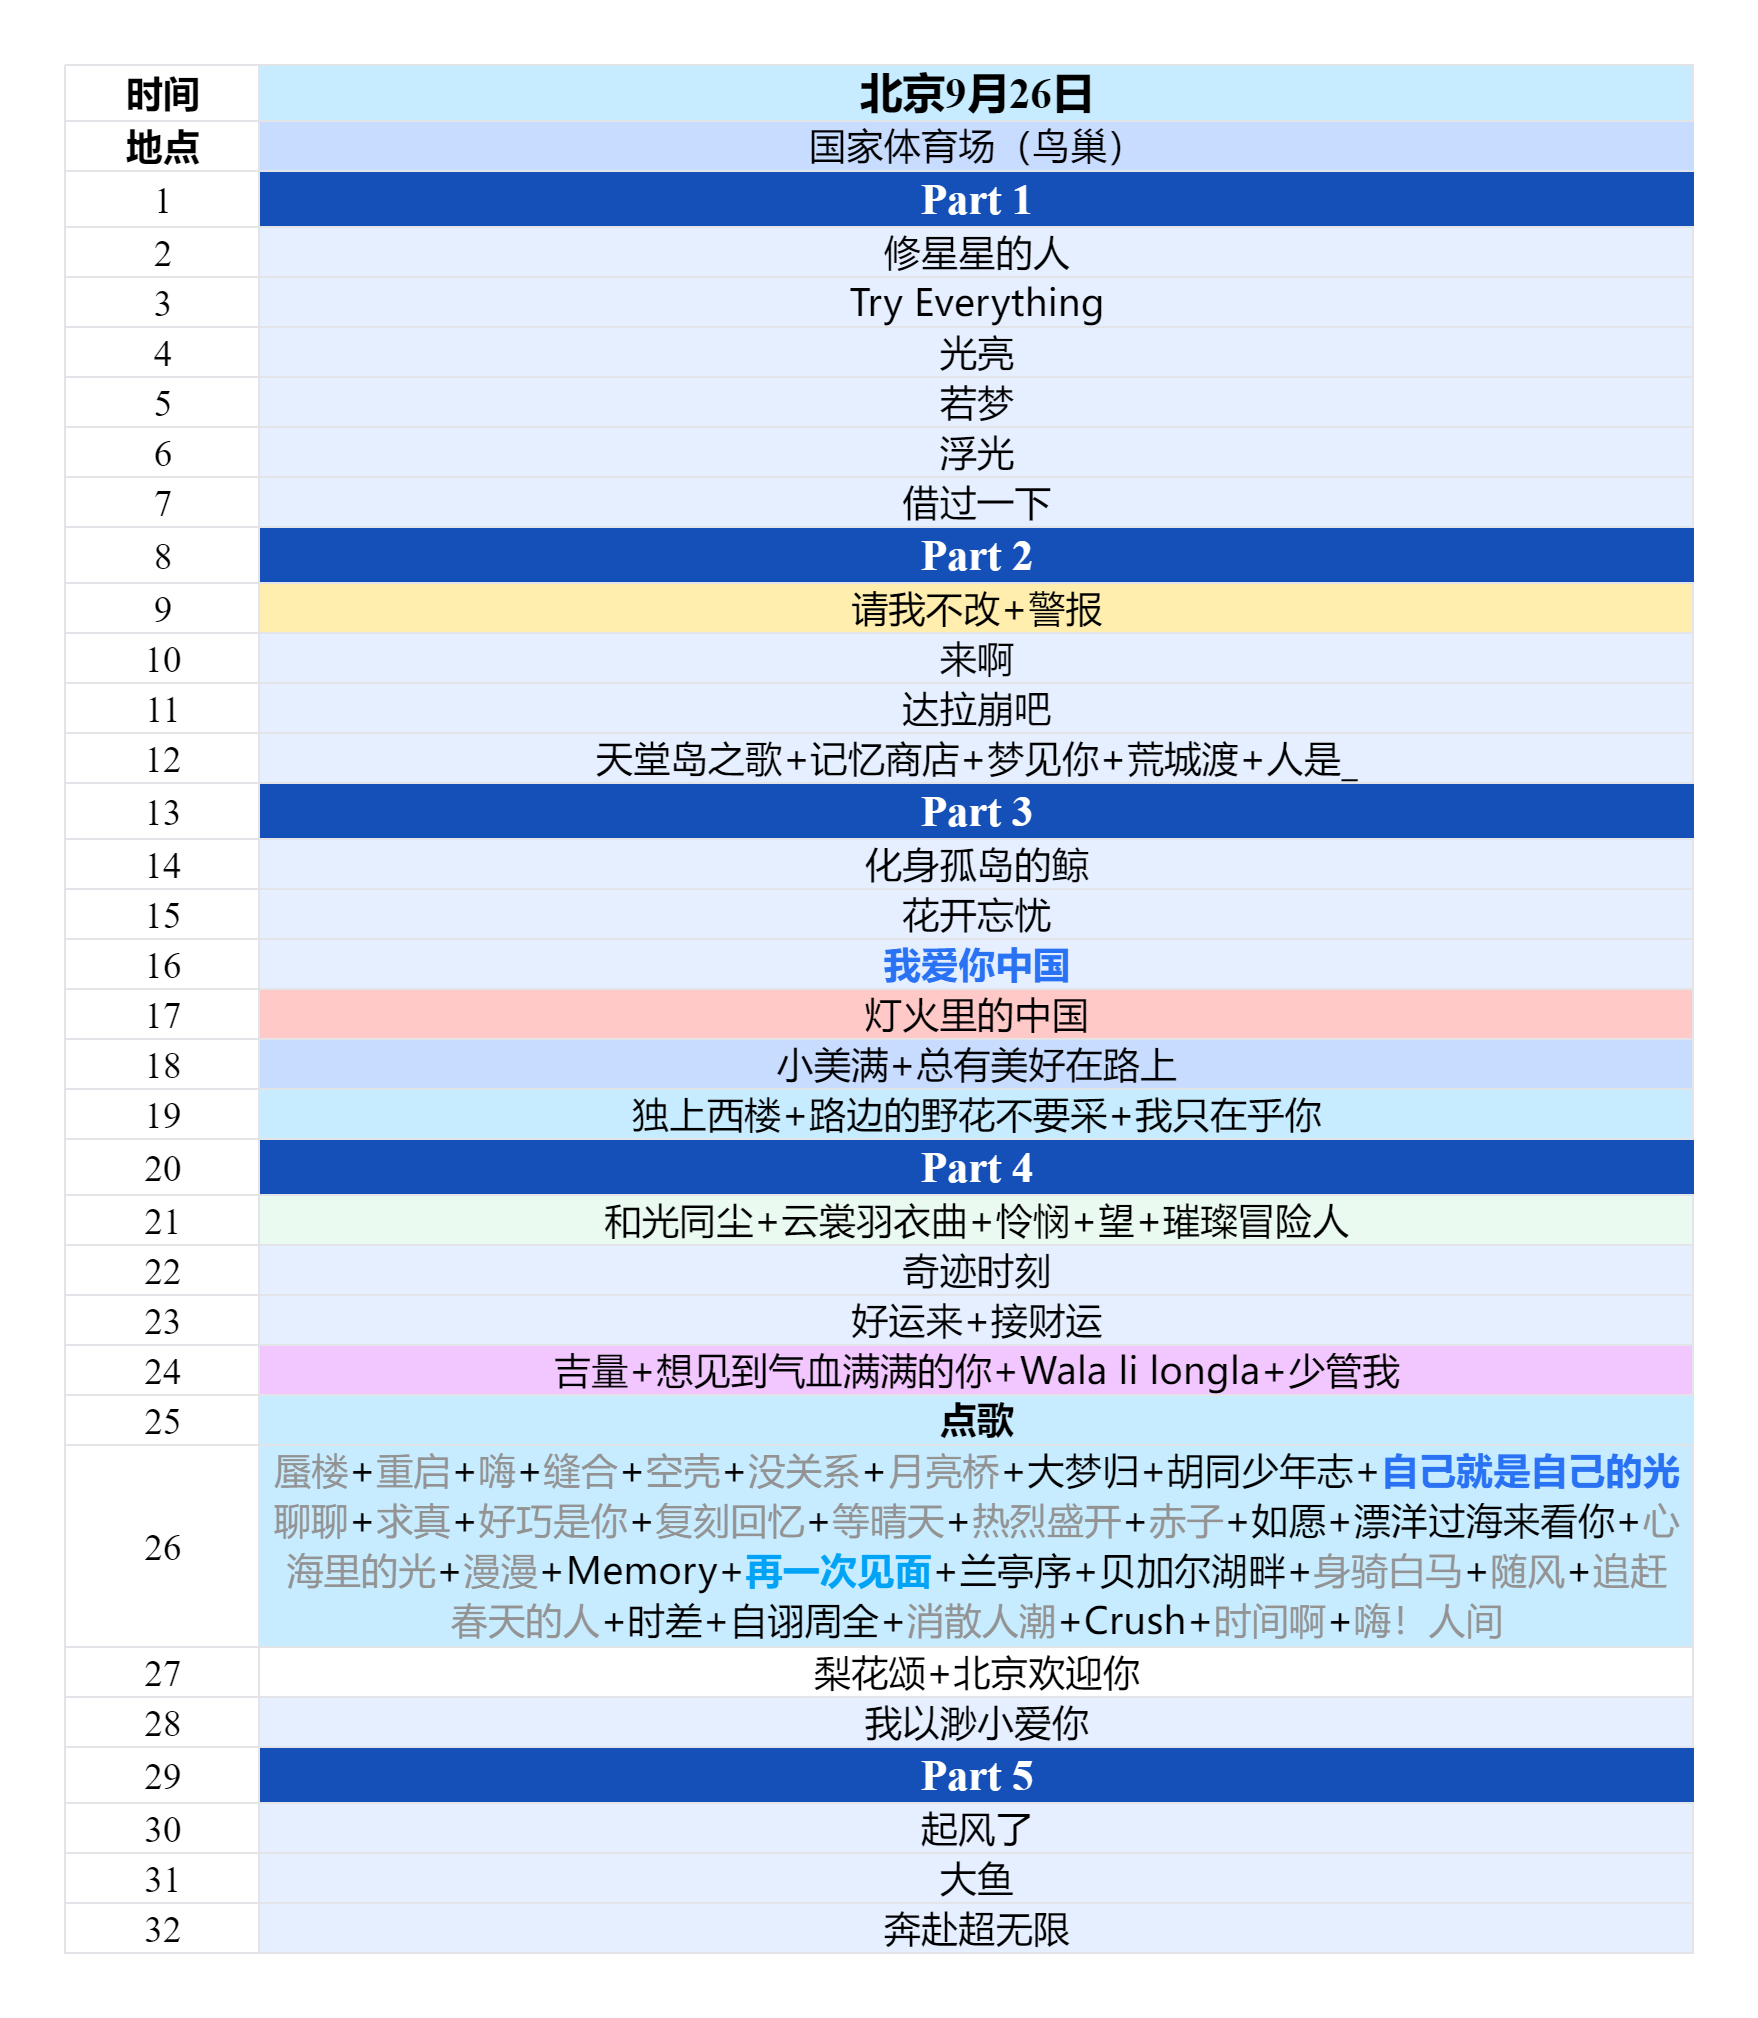 时间 北京9月26日
地点 国家体育场（鸟巢）
1 Part 1
2 修星星的人
3 Try Everything
4 光亮
5 若梦
6 浮光
7 借过一下
8 Part 2
9 请我不改+警报
10 来啊
11 达拉崩吧
12 天堂岛之歌+记忆商店+梦见你+荒城渡+人是_
13 Part 3
14 化身孤岛的鲸
15 花开忘忧
16 我爱你中国
17 灯火里的中国
18 小美满+总有美好在路上
19 独上西楼+路边的野花不要采+我只在乎你
20 Part 4
21 和光同尘+云裳羽衣曲+怜悯+望+璀璨冒险人
22 奇迹时刻
23 好运来+接财运
24 吉量+想见到气血满满的你+Wala li longla+少管我
25 点歌
26 蜃楼+重启+嗨+缝合+空壳+没关系+月亮桥+大梦归+胡同少年志+自己就是自己的光
聊聊+求真+好巧是你+复刻回忆+等晴天+热烈盛开+赤子+如愿+漂洋过海来看你+心
海里的光+漫漫+Memory+再一次见面+兰亭序+贝加尔湖畔+身骑白马+随风+追赶
春天的人+时差+自诩周全+消散人潮+Crush+时间啊+嗨！人间
27 梨花颂+北京欢迎你
28 我以渺小爱你
29 Part 5
30 起风了
31 大鱼
32 奔赴超无限